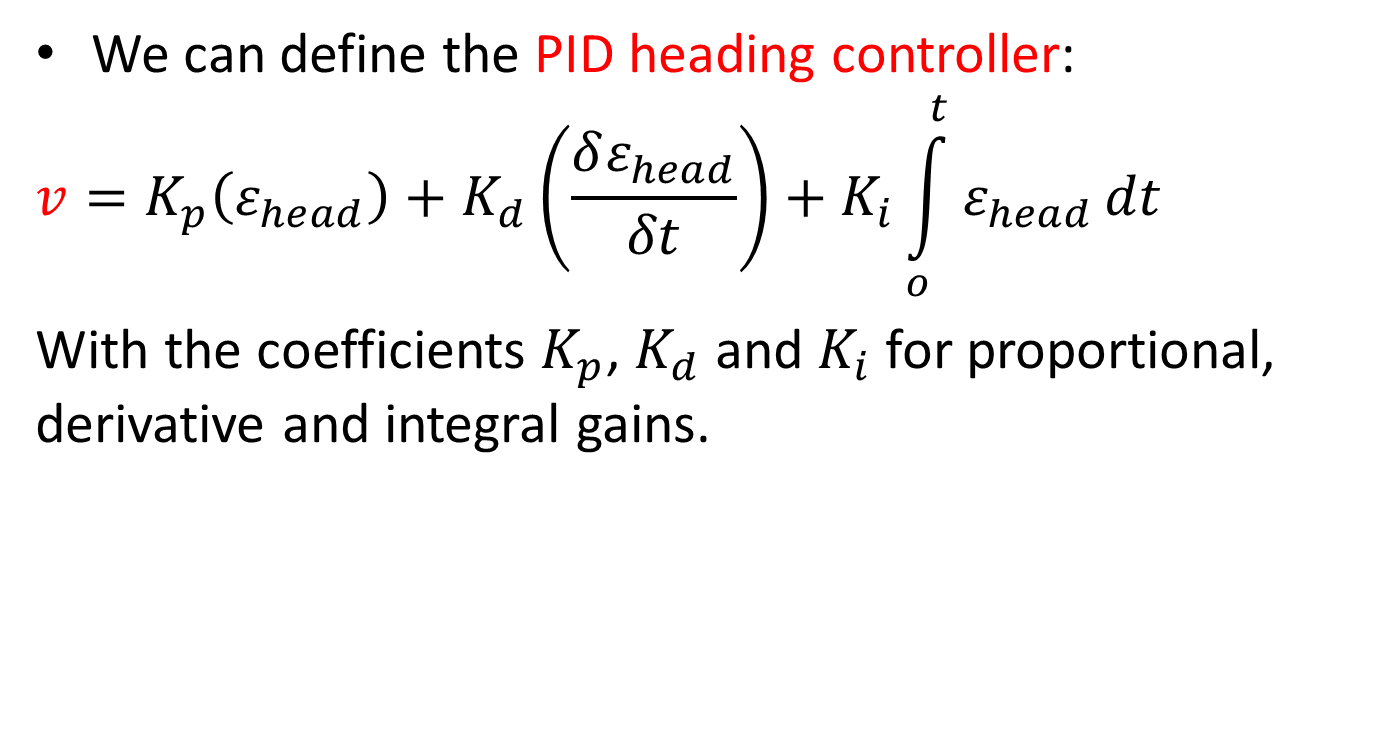 • We can define the PID heading controller:
v = K_p(ε_head) + K_d(δε_head/δt) + K_i ∫_o^t ε_head dt
With the coefficients K_p, K_d and K_i for proportional,
derivative and integral gains.